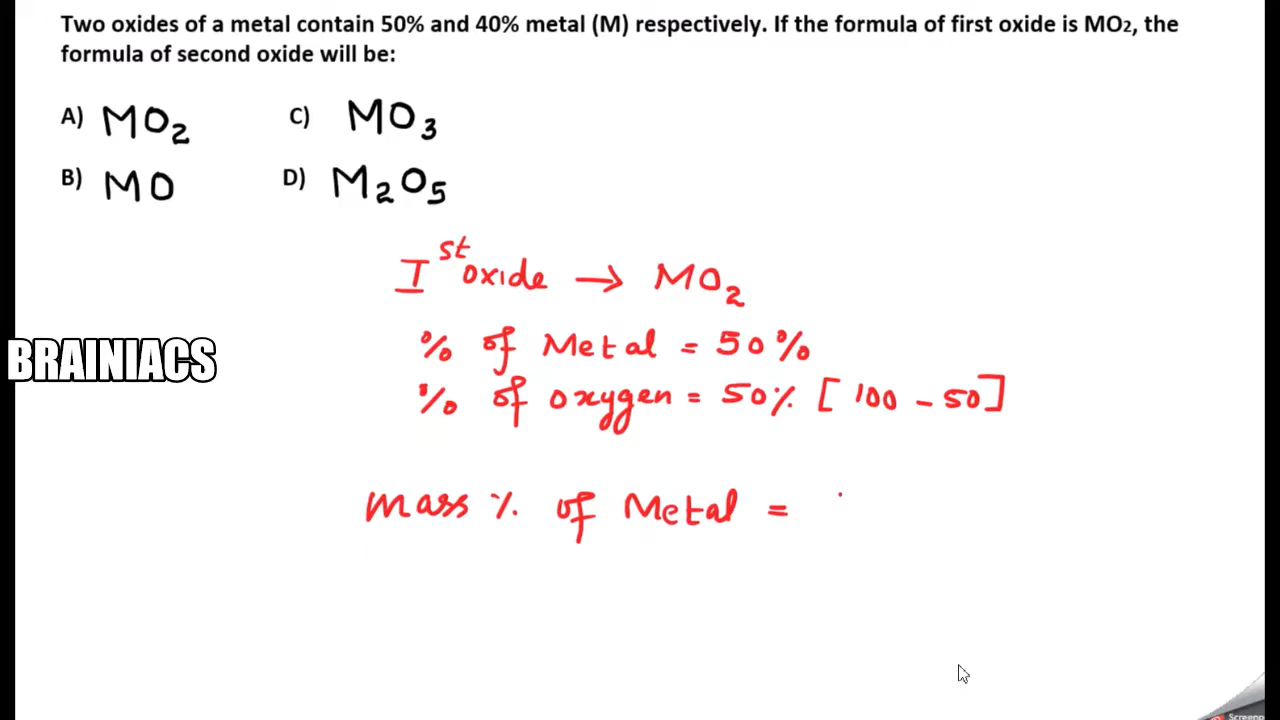 Two oxides of a metal contain 50% and 40% metal (M) respectively. If the formula of first oxide is MO₂, the
formula of second oxide will be:
A) MO₂ C) MO₃
B) MO D) M₂O₅
Iˢᵗ oxide → MO₂
% of Metal = 50%
BRAINIACS
% of oxygen = 50% [ 100 - 50 ]
mass % of Metal =